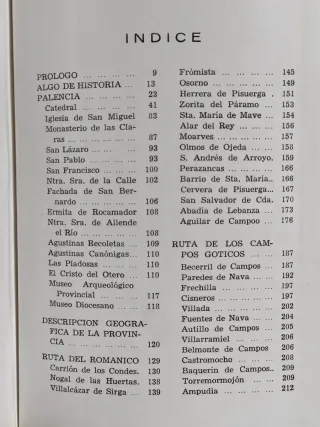 INDICE
PROLOGO ... ... ... ... 9
ALGO DE HISTORIA ... 13
PALENCIA ... ... ... ... 23
Catedral ... ... ... ... 41
Iglesia de San Miguel 83
Monasterio de las Cla-
ras ... ... ... ... ... 87
San Lázaro ... ... ... 93
San Pablo ... ... ... 93
San Francisco ... ... 100
Ntra. Sra. de la Calle 102
Fachada de San Ber-
nardo ... ... ... ... 108
Ermita de Rocamador 108
Ntra. Sra. de Allende
el Río ... ... ... ... 109
Agustinas Recoletas ... 109
Agustinas Canónigas... 110
Las Piadosas ... ... ... 110
El Cristo del Otero ... 110
Museo Arqueológico
Provincial ... ... ... 117
Museo Diocesano ... ... 118
DESCRIPCION GEOGRA-
FICA DE LA PROVIN-
CIA ... ... ... ... ... 120
RUTA DEL ROMANICO ... 129
Carrión de los Condes. 130
Nogal de las Huertas. 139
Villalcázar de Sirga ... 139
Frómista ... ... ... ... 145
Osorno ... ... ... ... 149
Herrera de Pisuerga . 151
Zorita del Páramo ... 153
Sta. María de Mave ... 154
Alar del Rey ... ... ... 156
Moarves ... ... ... ... 157
Olmos de Ojeda ... ... 158
S. Andrés de Arroyo. 159
Perazancas ... ... ... 166
Barrio de Sta. María.. 166
Cervera de Pisuerga... 167
San Salvador de Cda. 170
Abadía de Lebanza ... 173
Aguilar de Campoo ... 176
RUTA DE LOS CAM-
POS GOTICOS ... ... 187
Becerril de Campos ... 187
Paredes de Nava ... ... 192
Frechilla ... ... ... ... 197
Cisneros ... ... ... ... 197
Villada ... ... ... ... 202
Fuentes de Nava ... ... 204
Autillo de Campos ... 205
Villarramiel ... ... ... 206
Belmonte de Campos 206
Castromocho ... ... ... 206
Baquerín de Campos.. 209
Torremormojón ... ... 209
Ampudia ... ... ... ... 212